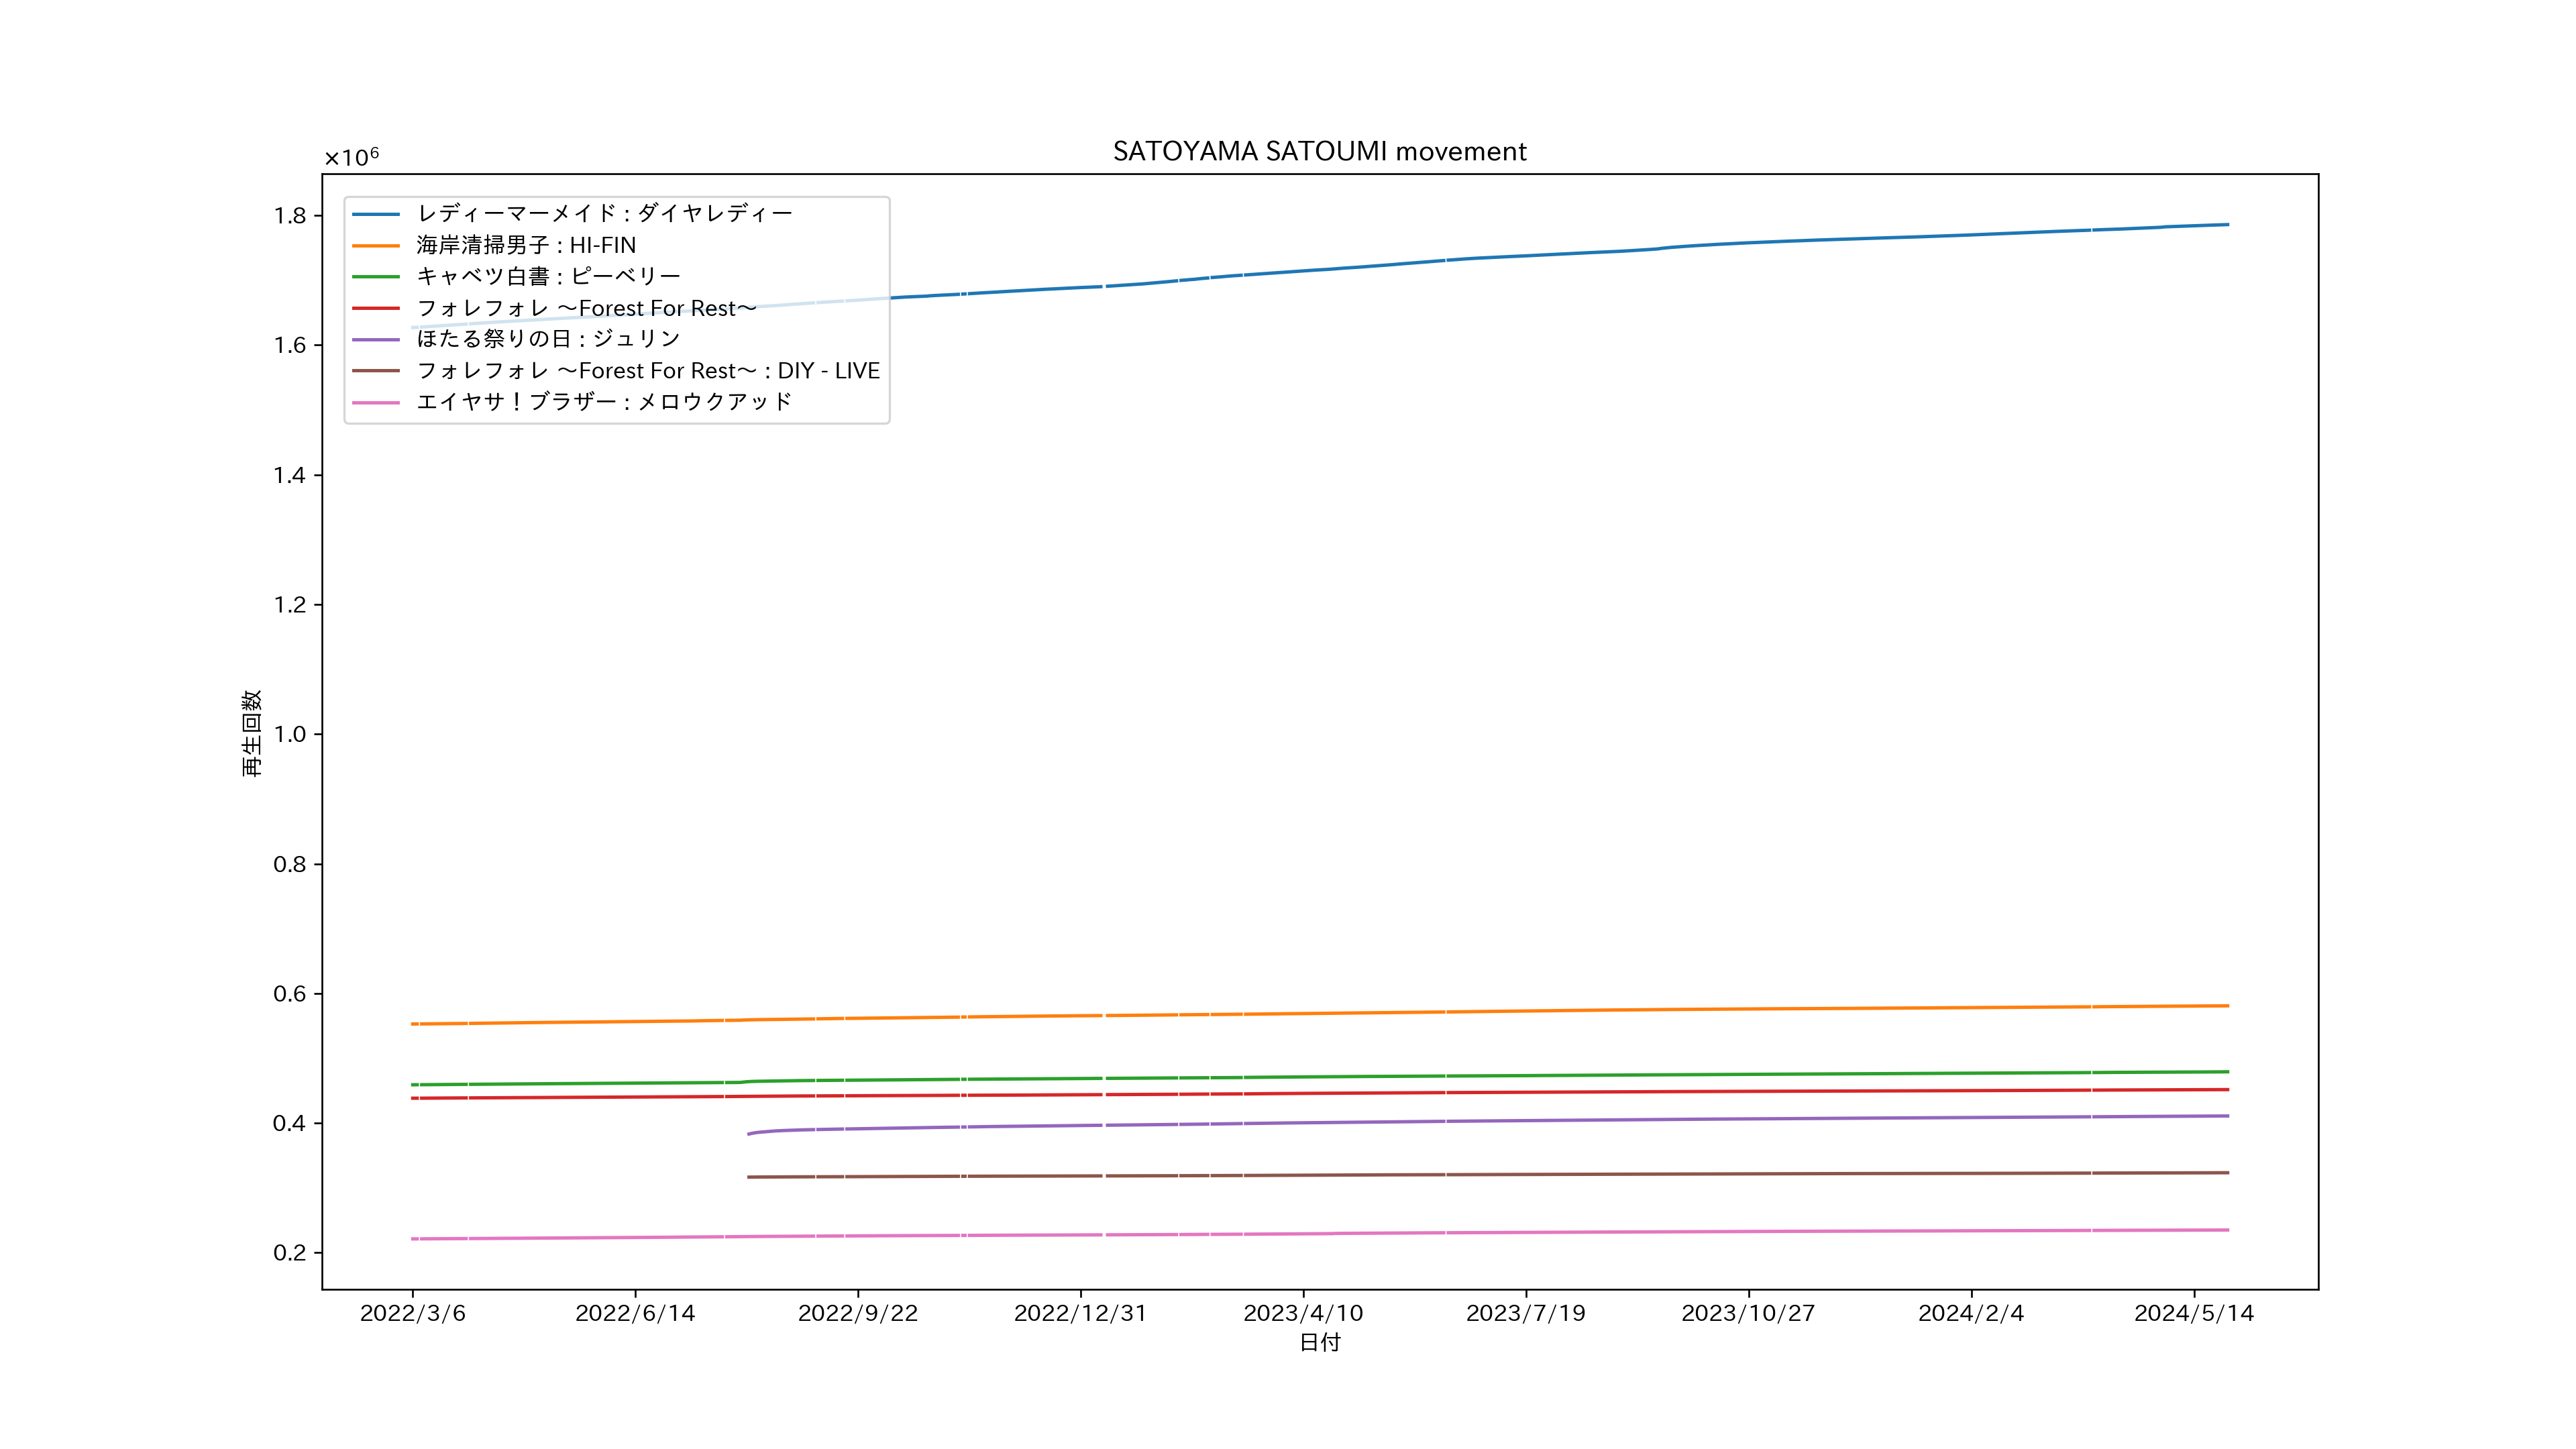 SATOYAMA SATOUMI movement
×10⁶
1.8
1.6
1.4
1.2
1.0
0.8
0.6
0.4
0.2
再生回数
レディーマーメイド : ダイヤレディー
海岸清掃男子 : HI-FIN
キャベツ白書 : ピーベリー
フォレフォレ ～Forest For Rest～
ほたる祭りの日 : ジュリン
フォレフォレ ～Forest For Rest～ : DIY - LIVE
エイヤサ！ブラザー : メロウクアッド
2022/3/6 2022/6/14 2022/9/22 2022/12/31 2023/4/10 2023/7/19 2023/10/27 2024/2/4 2024/5/14
日付